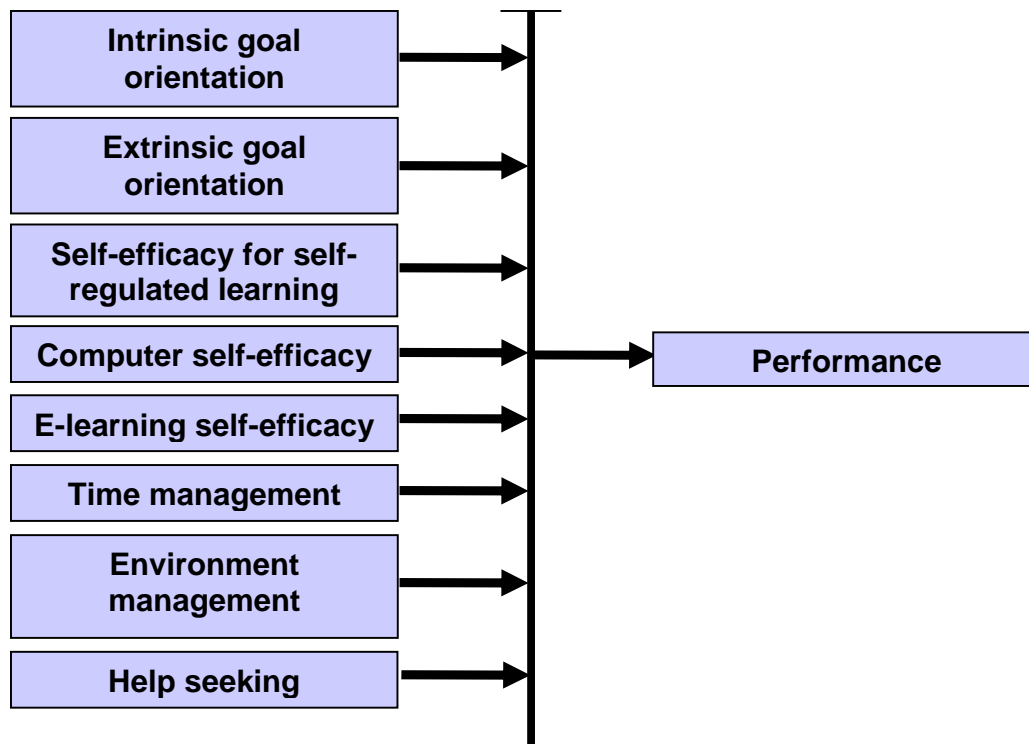 Intrinsic goal
orientation
Extrinsic goal
orientation
Self-efficacy for self-
regulated learning
Computer self-efficacy
Performance
E-learning self-efficacy
Time management
Environment
management
Help seeking